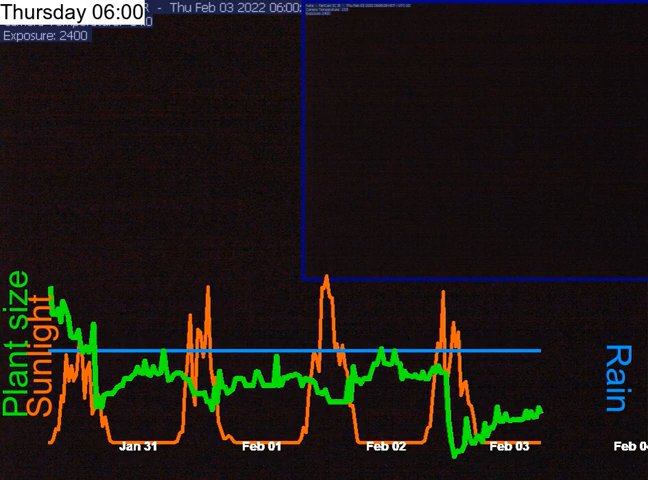 Thursday 06:00
R - Thu Feb 03 2022 06:00:
Exposure: 2400
Plant size
Sunlight
Rain
Jan 31
Feb 01
Feb 02
Feb 03
Feb 04